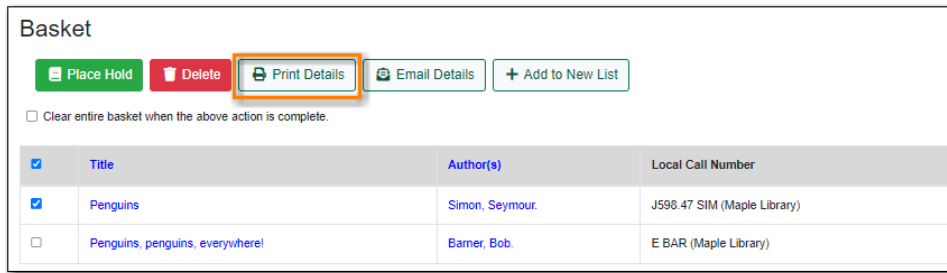 Basket
Place Hold Delete Print Details Email Details + Add to New List
Clear entire basket when the above action is complete.
Title Author(s) Local Call Number
Penguins Simon, Seymour. J598.47 SIM (Maple Library)
Penguins, penguins, everywhere! Barner, Bob. E BAR (Maple Library)